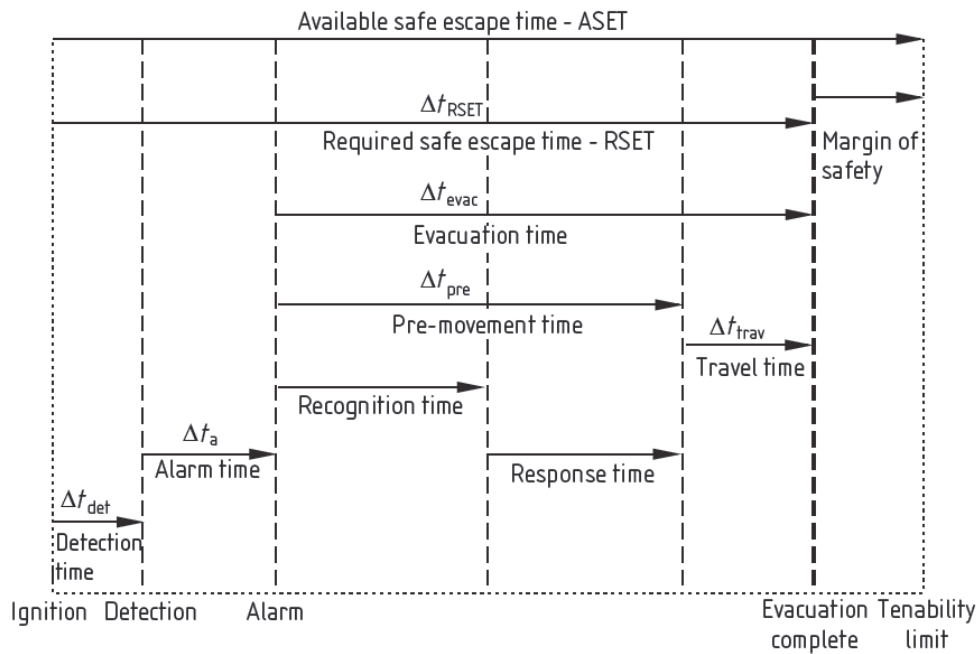 Available safe escape time - ASET
Δt_RSET
Required safe escape time - RSET
Margin of
safety
Δt_evac
Evacuation time
Δt_pre
Pre-movement time
Δt_trav
Travel time
Recognition time
Δt_a
Alarm time
Response time
Δt_det
Detection
time
Ignition
Detection
Alarm
Evacuation
complete
Tenability
limit